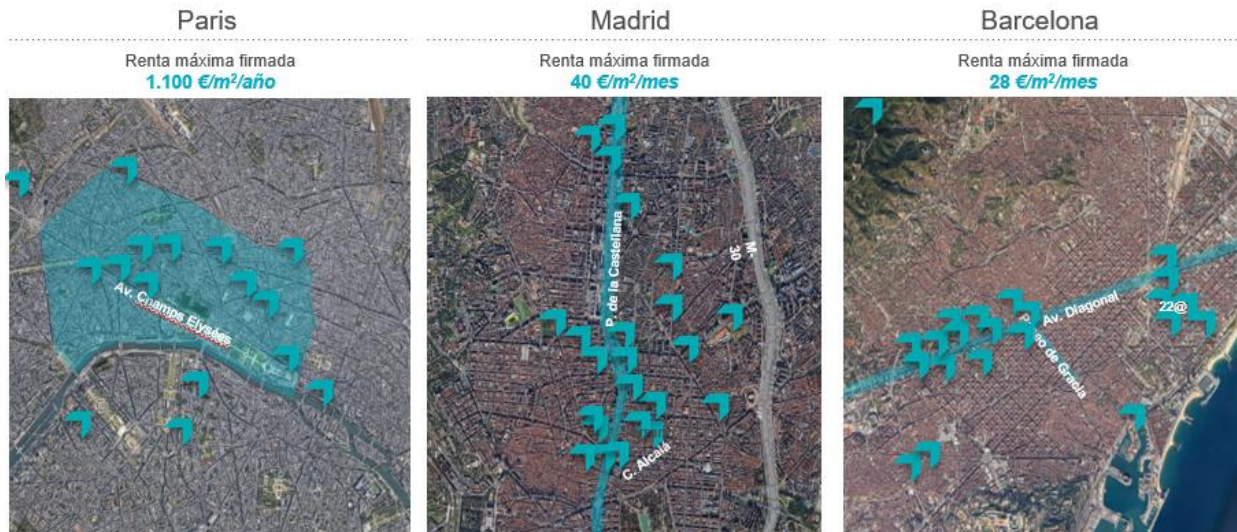 Paris
Renta máxima firmada
1.100 €/m²/año
Av. Champs Elysées
Madrid
Renta máxima firmada
40 €/m²/mes
P. de la Castellana
M-
30
C. Alcalá
Barcelona
Renta máxima firmada
28 €/m²/mes
22@
Av. Diagonal
de Gracia